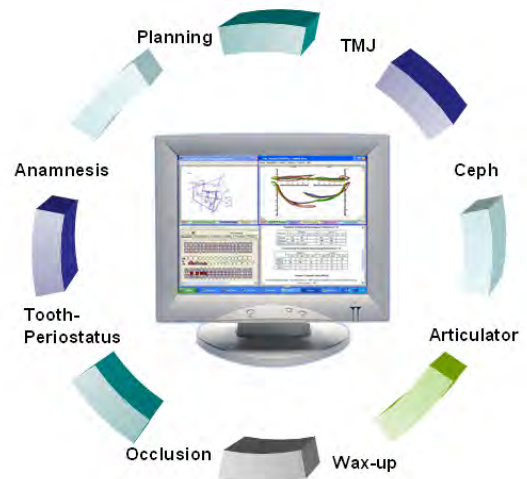 Planning
TMJ
Anamnesis
Ceph
Tooth-
Periostatus
Articulator
Occlusion
Wax-up